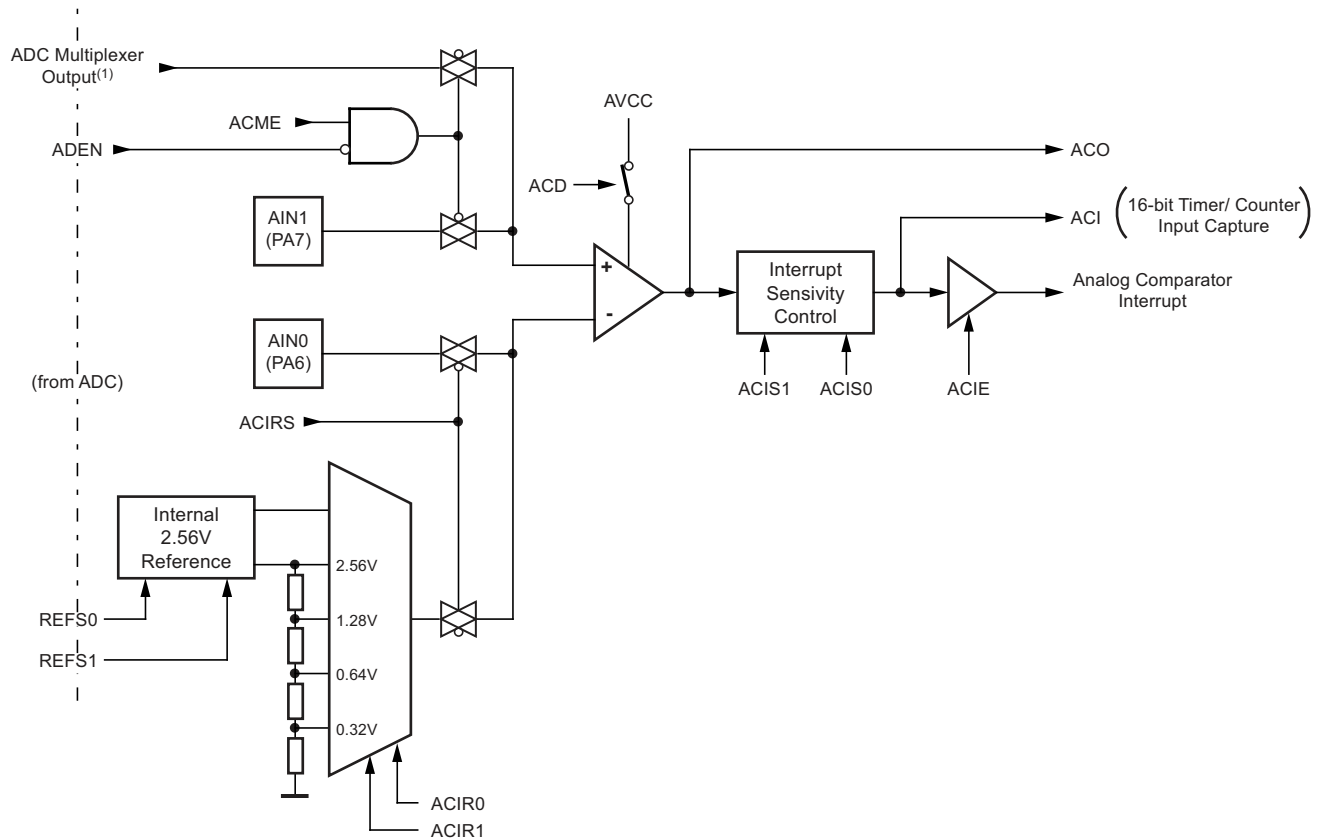 ADC Multiplexer
Output(1)
ACME
ADEN
AIN1
(PA7)
AVCC
ACD
+
-
ACO
ACI
(16-bit Timer/ Counter
Input Capture)
Interrupt
Sensivity
Control
Analog Comparator
Interrupt
ACIS1
ACIS0
ACIE
AIN0
(PA6)
(from ADC)
ACIRS
Internal
2.56V
Reference
2.56V
1.28V
0.64V
0.32V
REFS0
REFS1
ACIR0
ACIR1